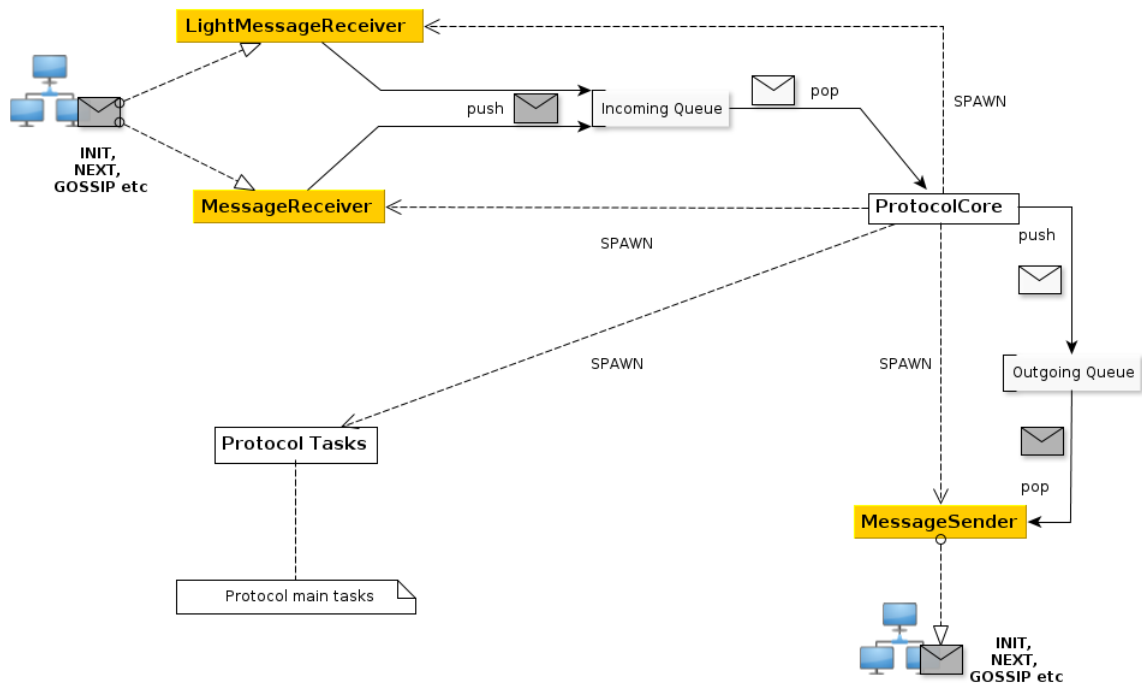 LightMessageReceiver
pop
push
Incoming Queue
SPAWN
INIT,
NEXT,
GOSSIP etc
MessageReceiver
ProtocolCore
SPAWN
push
SPAWN
SPAWN
Outgoing Queue
Protocol Tasks
pop
MessageSender
Protocol main tasks
INIT,
NEXT,
GOSSIP etc